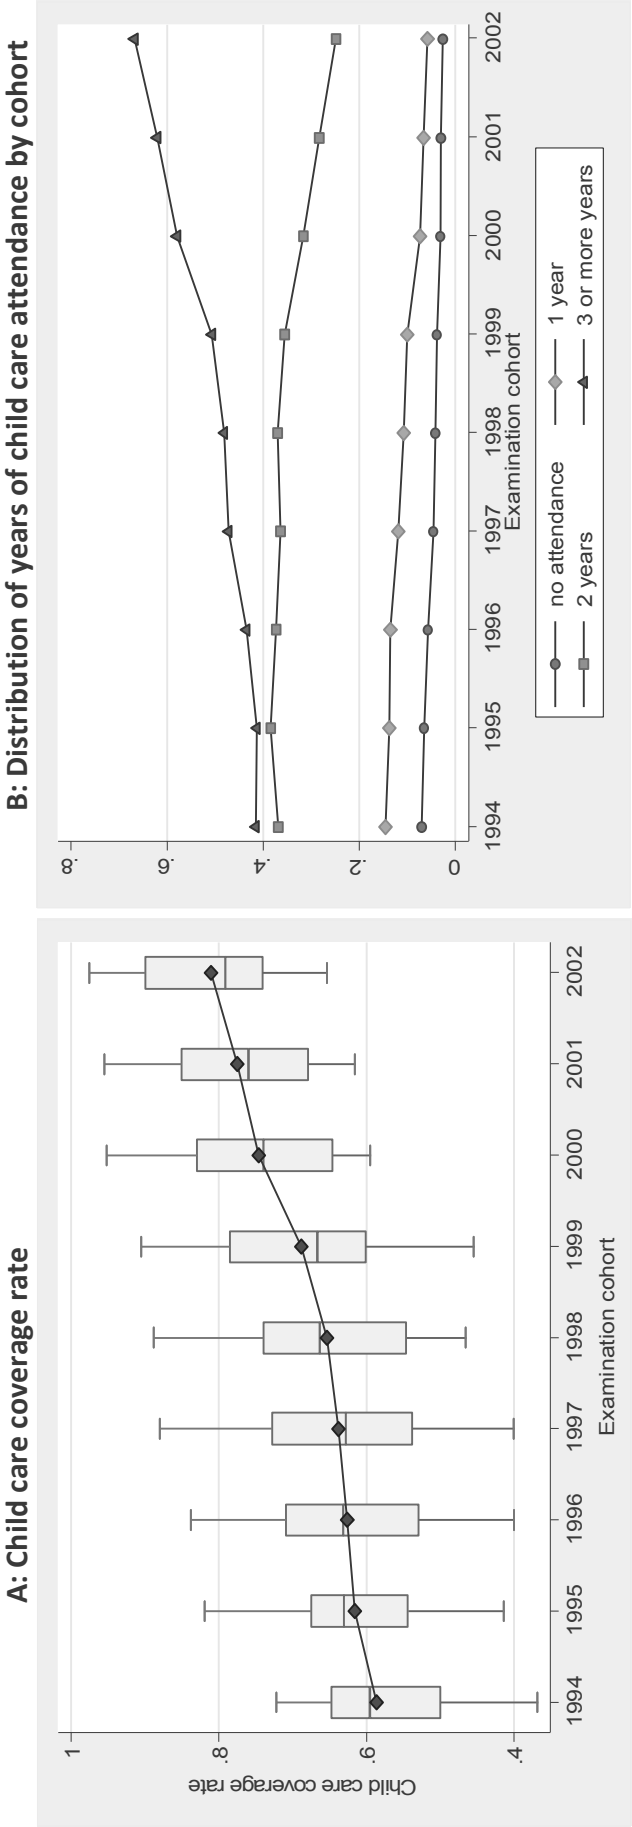 A: Child care coverage rate
Child care coverage rate
1
.8
.6
.4
1994 1995 1996 1997 1998 1999 2000 2001 2002
Examination cohort
B: Distribution of years of child care attendance by cohort
.8
.6
.4
.2
0
1994 1995 1996 1997 1998 1999 2000 2001 2002
Examination cohort
no attendance 1 year
2 years 3 or more years